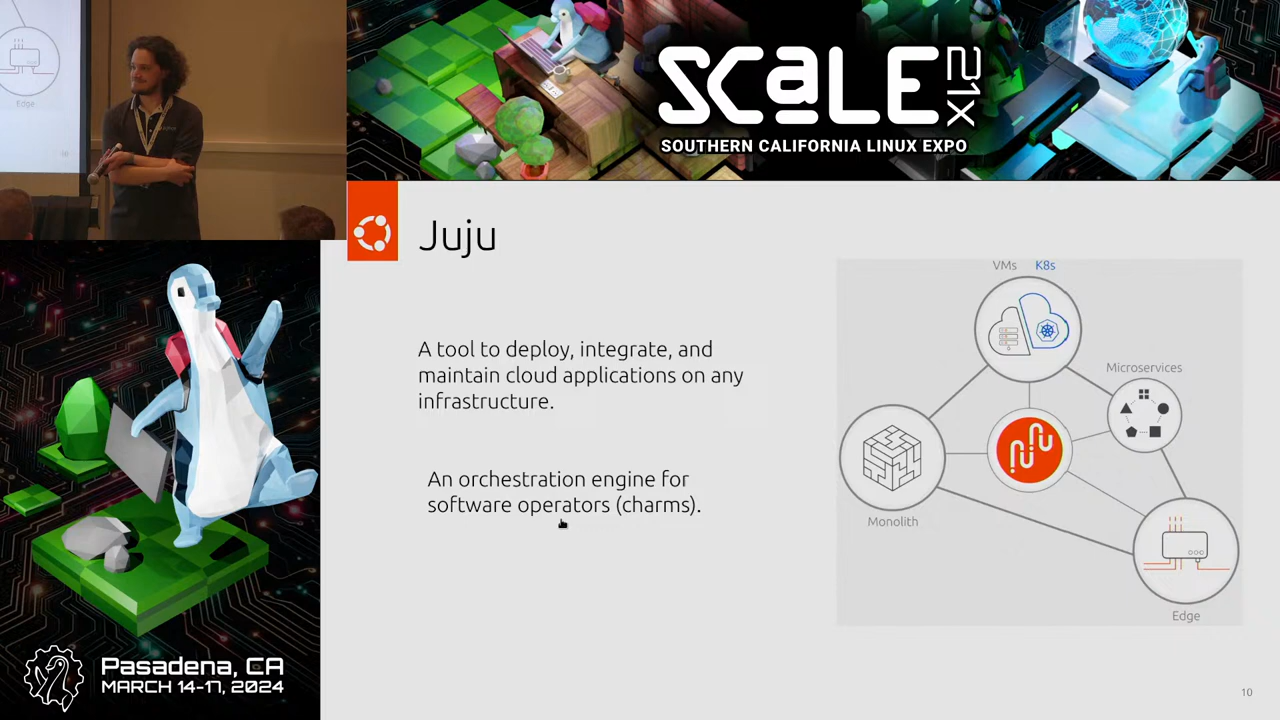 Edge
SCaLE 21x
SOUTHERN CALIFORNIA LINUX EXPO
Juju
A tool to deploy, integrate, and
maintain cloud applications on any
infrastructure.
An orchestration engine for
software operators (charms).
VMs K8s
Microservices
Monolith
Edge
10
Pasadena, CA
MARCH 14-17, 2024